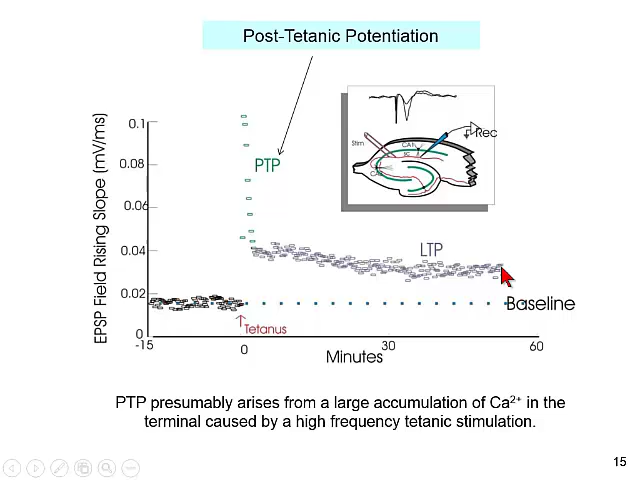 Post-Tetanic Potentiation
EPSP Field Rising Slope (mV/ms)
0.1
0.08
0.06
0.04
0.02
0
PTP
LTP
Stim
Rec
CA1
SC
CA3
Baseline
Tetanus
-15
0
30
60
Minutes
PTP presumably arises from a large accumulation of Ca²⁺ in the
terminal caused by a high frequency tetanic stimulation.
15